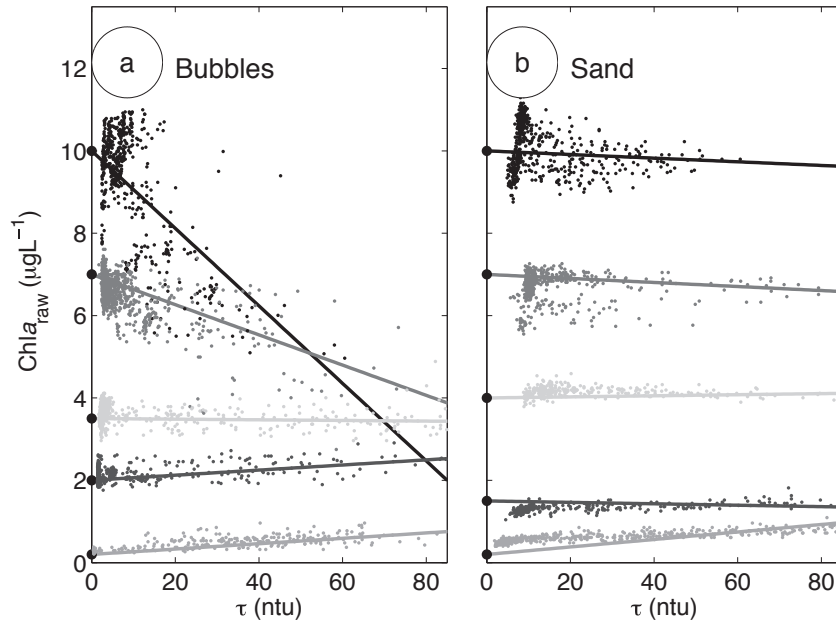 a Bubbles
b Sand
12
10
8
6
4
2
0
Chla_raw (µgL⁻¹)
0 20 40 60 80
0 20 40 60 80
τ (ntu)
τ (ntu)